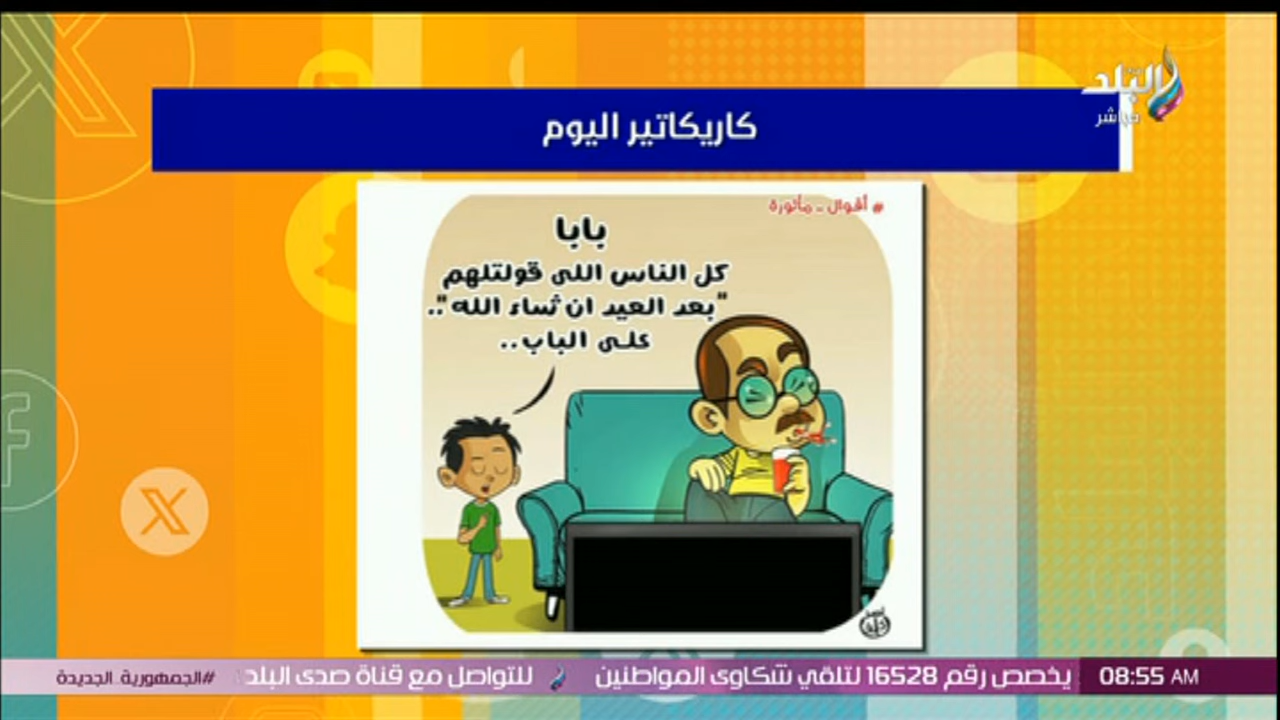 البلد
مباشر
كاريكاتير اليوم
# أقوال - مأثورة
بابا
كل الناس اللى قولتلهم
"بعد العيد ان شاء الله"..
على الباب..
08:55 AM
يخصص رقم 16528 لتلقي شكاوى المواطنين
للتواصل مع قناة صدى البلد
#الجمهورية_الجديدة